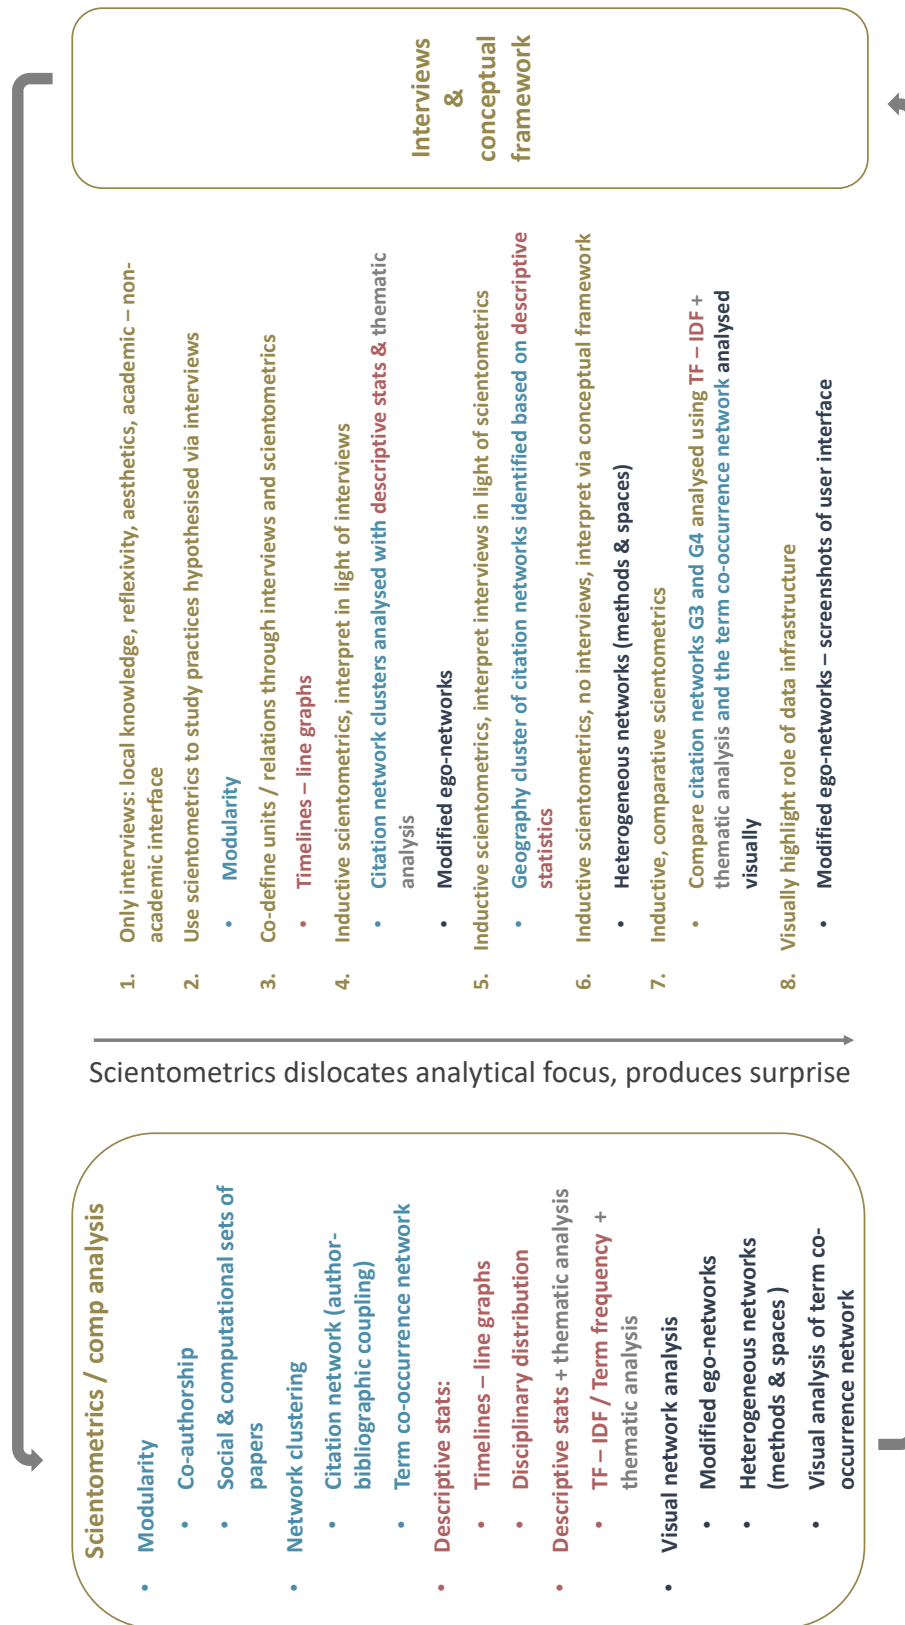 Scientometrics / comp analysis
• Modularity
• Co-authorship
• Social & computational sets of
papers
• Network clustering
• Citation network (author-
bibliographic coupling)
• Term co-occurrence network
• Descriptive stats:
• Timelines – line graphs
• Disciplinary distribution
• Descriptive stats + thematic analysis
• TF – IDF / Term frequency +
thematic analysis
• Visual network analysis
• Modified ego-networks
• Heterogeneous networks
(methods & spaces )
• Visual analysis of term co-
occurrence network
Scientometrics dislocates analytical focus, produces surprise
1. Only interviews: local knowledge, reflexivity, aesthetics, academic – non-
academic interface
2. Use scientometrics to study practices hypothesised via interviews
• Modularity
3. Co-define units / relations through interviews and scientometrics
• Timelines – line graphs
4. Inductive scientometrics, interpret in light of interviews
• Citation network clusters analysed with descriptive stats & thematic
analysis
• Modified ego-networks
5. Inductive scientometrics, interpret interviews in light of scientometrics
• Geography cluster of citation networks identified based on descriptive
statistics
6. Inductive scientometrics, no interviews, interpret via conceptual framework
• Heterogeneous networks (methods & spaces)
7. Inductive, comparative scientometrics
• Compare citation networks G3 and G4 analysed using TF – IDF +
thematic analysis and the term co-occurrence network analysed
visually
8. Visually highlight role of data infrastructure
• Modified ego-networks – screenshots of user interface
Interviews
&
conceptual
framework